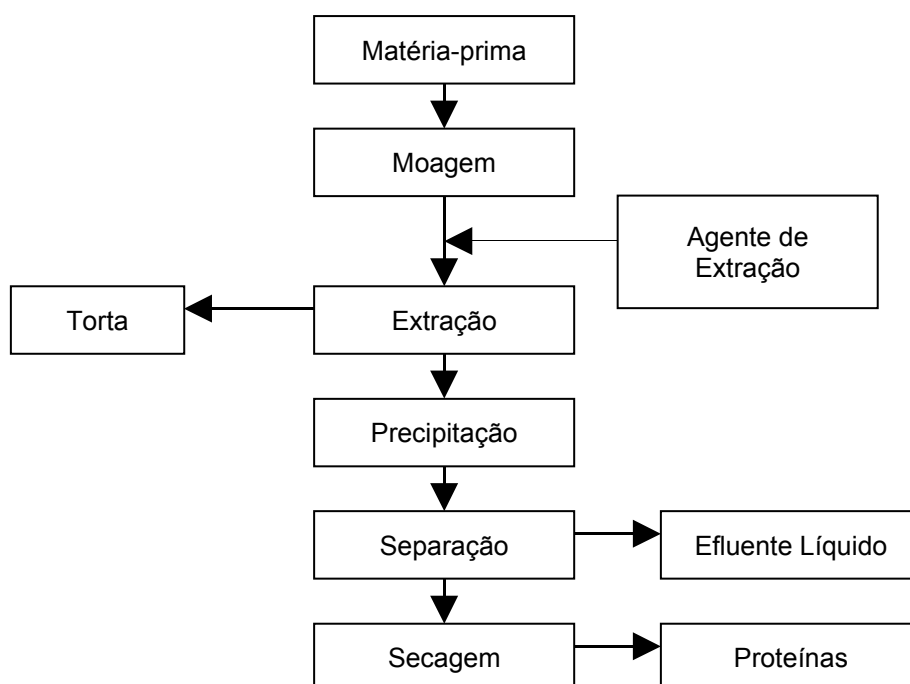 Matéria-prima
Moagem
Agente de
Extração
Torta
Extração
Precipitação
Separação
Efluente Líquido
Secagem
Proteínas